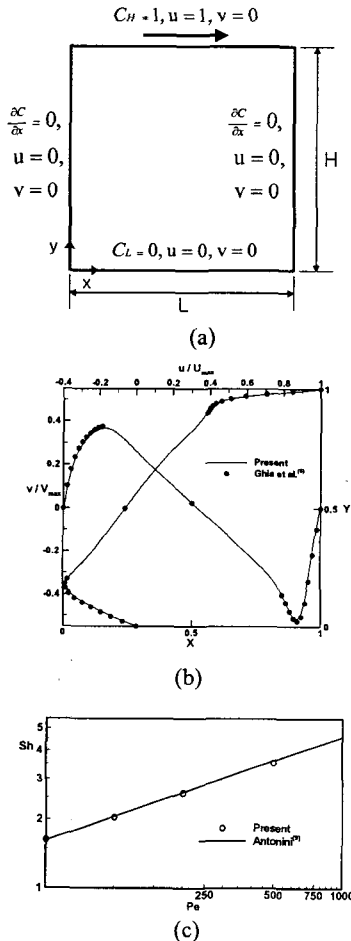 C_H = 1, u = 1, v = 0
∂C/∂x = 0,
u = 0,
v = 0
∂C/∂x = 0,
u = 0,
v = 0
H
y
C_L = 0, u = 0, v = 0
x
L
(a)
u / U_max
-0.4 -0.2 0 0.2 0.4 0.6 0.8 1
0.4
0.2
v / V_max
0
-0.2
-0.4
Present
Ghia et al.
0.5 Y
0
0 0.5 1
X
(b)
5
Sh 4
3
2
1
Present
Antonini
250 500 750 1000
Pe
(c)